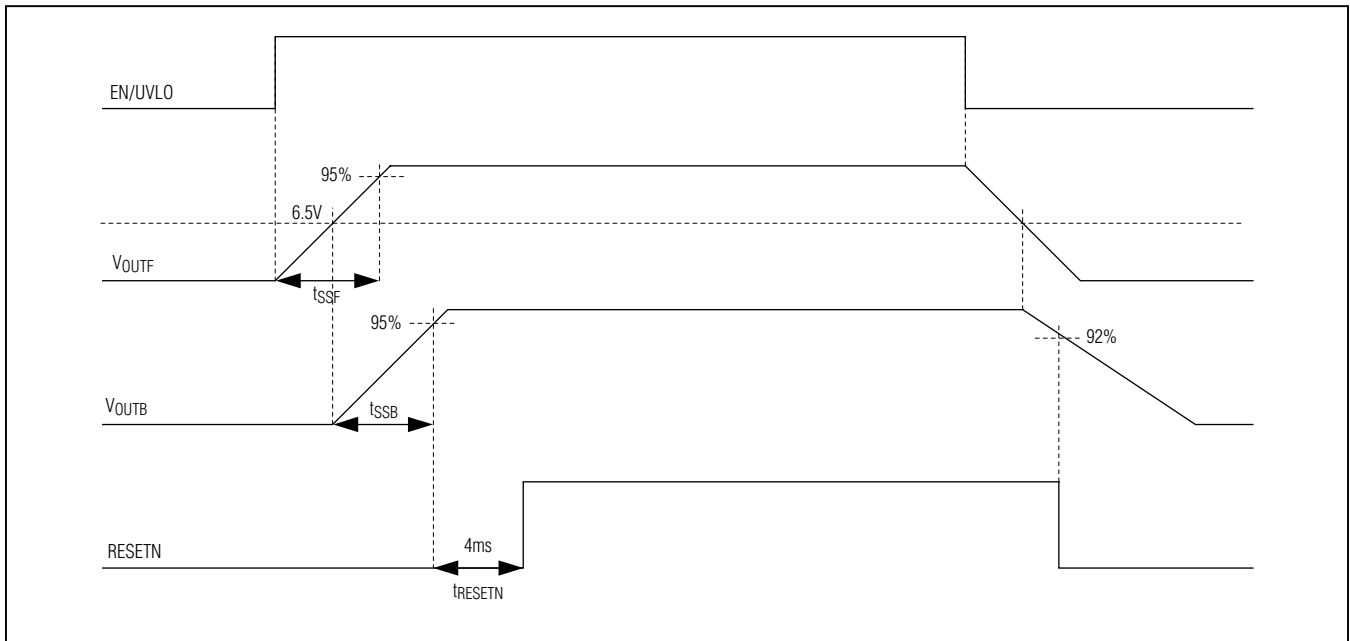 EN/UVLO
95%
6.5V
VOUTF
tSSF
95%
92%
VOUTB
tSSB
4ms
RESETN
tRESETN